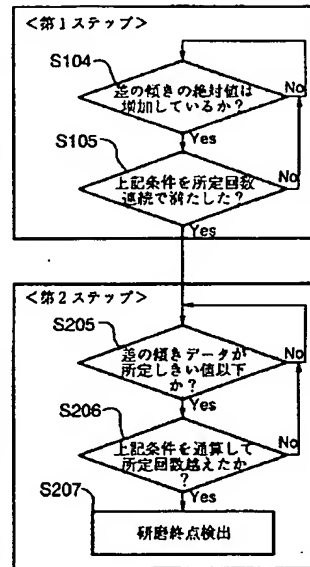 <第1ステップ>
S104
差の傾きの絶対値は
増加しているか?
No
Yes
S105
上記条件を所定回数
連続で満たした?
No
Yes
<第2ステップ>
S205
差の傾きデータが
所定しきい値以下
か?
No
Yes
S206
上記条件を通算して
所定回数越えたか
?
No
Yes
S207
研磨終点検出